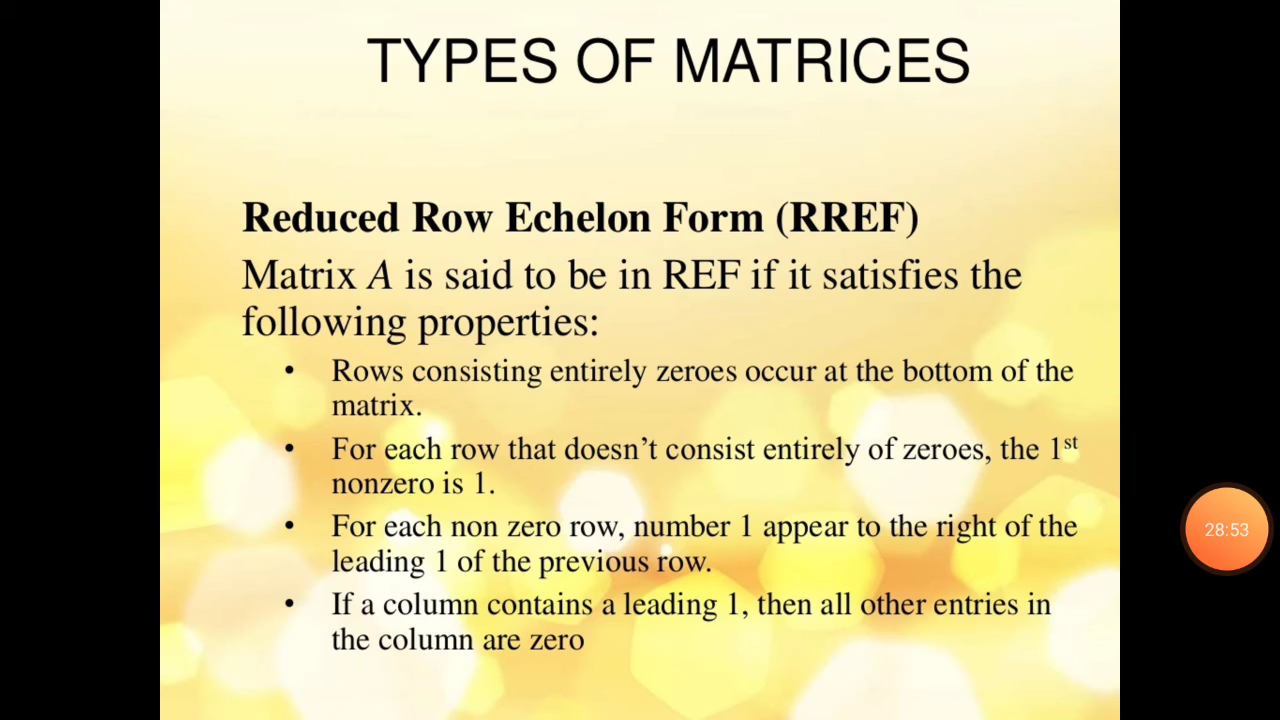 TYPES OF MATRICES
Reduced Row Echelon Form (RREF)
Matrix A is said to be in REF if it satisfies the
following properties:
• Rows consisting entirely zeroes occur at the bottom of the
matrix.
• For each row that doesn’t consist entirely of zeroes, the 1st
nonzero is 1.
• For each non zero row, number 1 appear to the right of the
leading 1 of the previous row.
• If a column contains a leading 1, then all other entries in
the column are zero
28:53